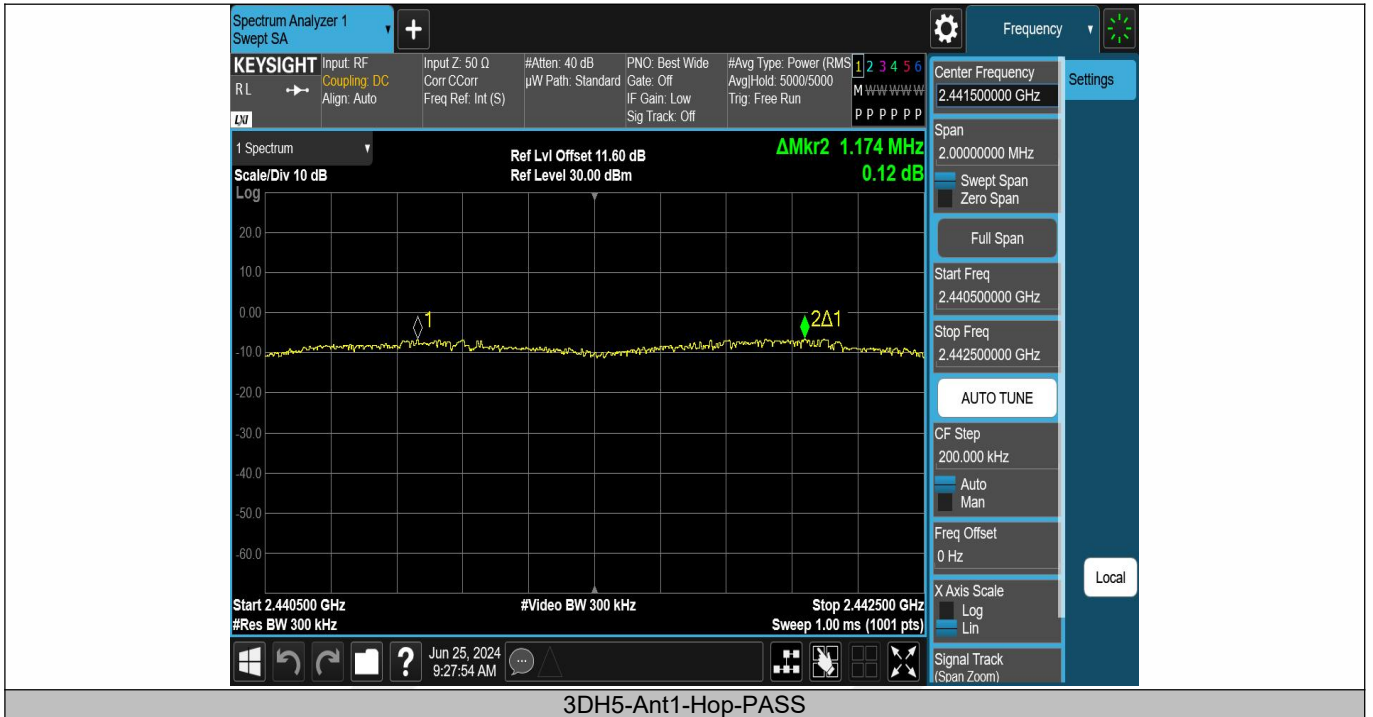 Spectrum Analyzer 1
Swept SA
+
Frequency
KEYSIGHT
RL
LXI
Input: RF
Coupling: DC
Align: Auto
Input Z: 50 Ω
Corr CCorr
Freq Ref: Int (S)
#Atten: 40 dB
µW Path: Standard
PNO: Best Wide
Gate: Off
IF Gain: Low
Sig Track: Off
#Avg Type: Power (RMS
Avg|Hold: 5000/5000
Trig: Free Run
1 2 3 4 5 6
M W W W W W
P P P P P P
Center Frequency
2.441500000 GHz
Settings
Span
2.00000000 MHz
Swept Span
Zero Span
Full Span
Start Freq
2.440500000 GHz
Stop Freq
2.442500000 GHz
AUTO TUNE
CF Step
200.000 kHz
Auto
Man
Freq Offset
0 Hz
X Axis Scale
Log
Lin
Signal Track
(Span Zoom)
Local
1 Spectrum
Scale/Div 10 dB
Ref Lvl Offset 11.60 dB
Ref Level 30.00 dBm
ΔMkr2 1.174 MHz
0.12 dB
Log
20.0
10.0
0.00
-10.0
-20.0
-30.0
-40.0
-50.0
-60.0
1
2Δ1
Start 2.440500 GHz
#Res BW 300 kHz
#Video BW 300 kHz
Stop 2.442500 GHz
Sweep 1.00 ms (1001 pts)
?
Jun 25, 2024
9:27:54 AM
3DH5-Ant1-Hop-PASS